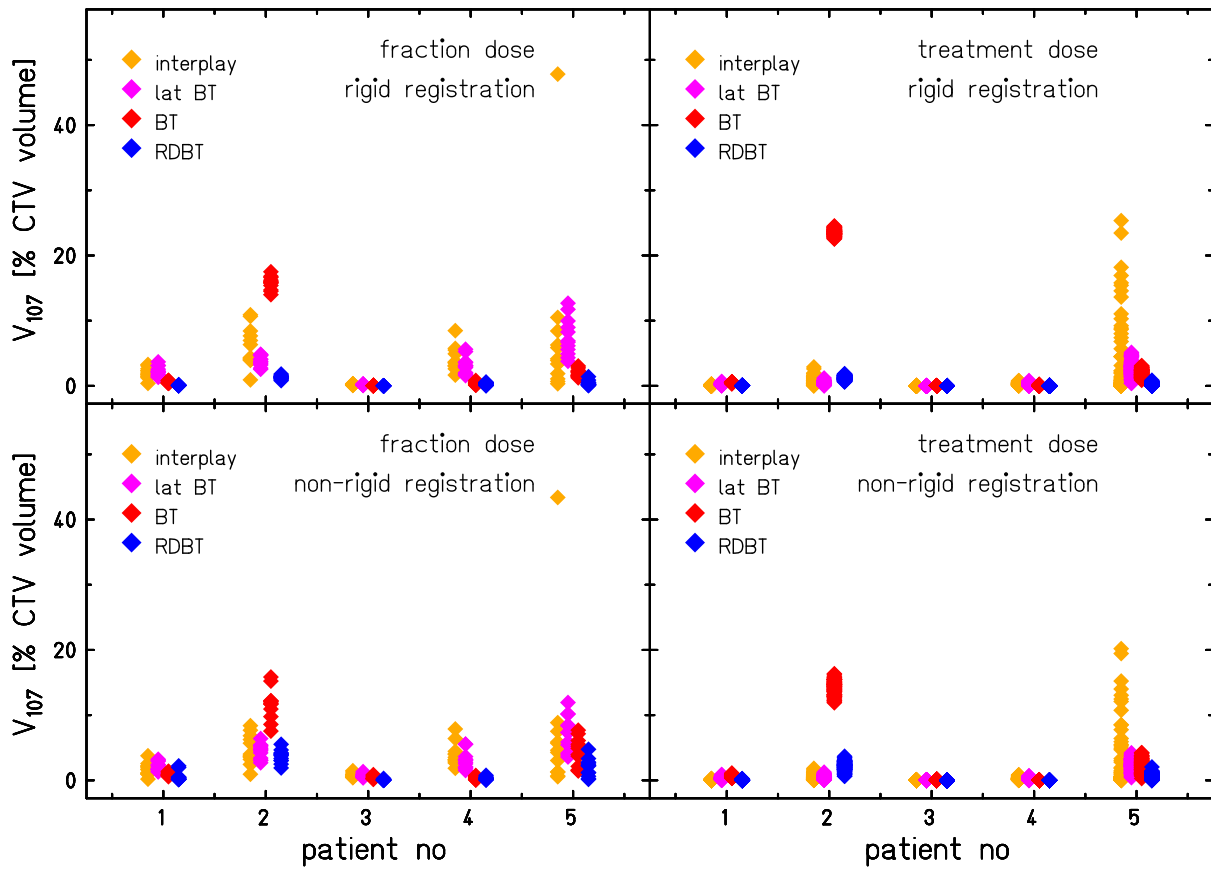 V107 [% CTV volume]
40
20
0
interplay
lat BT
BT
RDBT
fraction dose
rigid registration
interplay
lat BT
BT
RDBT
treatment dose
rigid registration
V107 [% CTV volume]
40
20
0
interplay
lat BT
BT
RDBT
fraction dose
non-rigid registration
interplay
lat BT
BT
RDBT
treatment dose
non-rigid registration
1 2 3 4 5
1 2 3 4 5
patient no
patient no